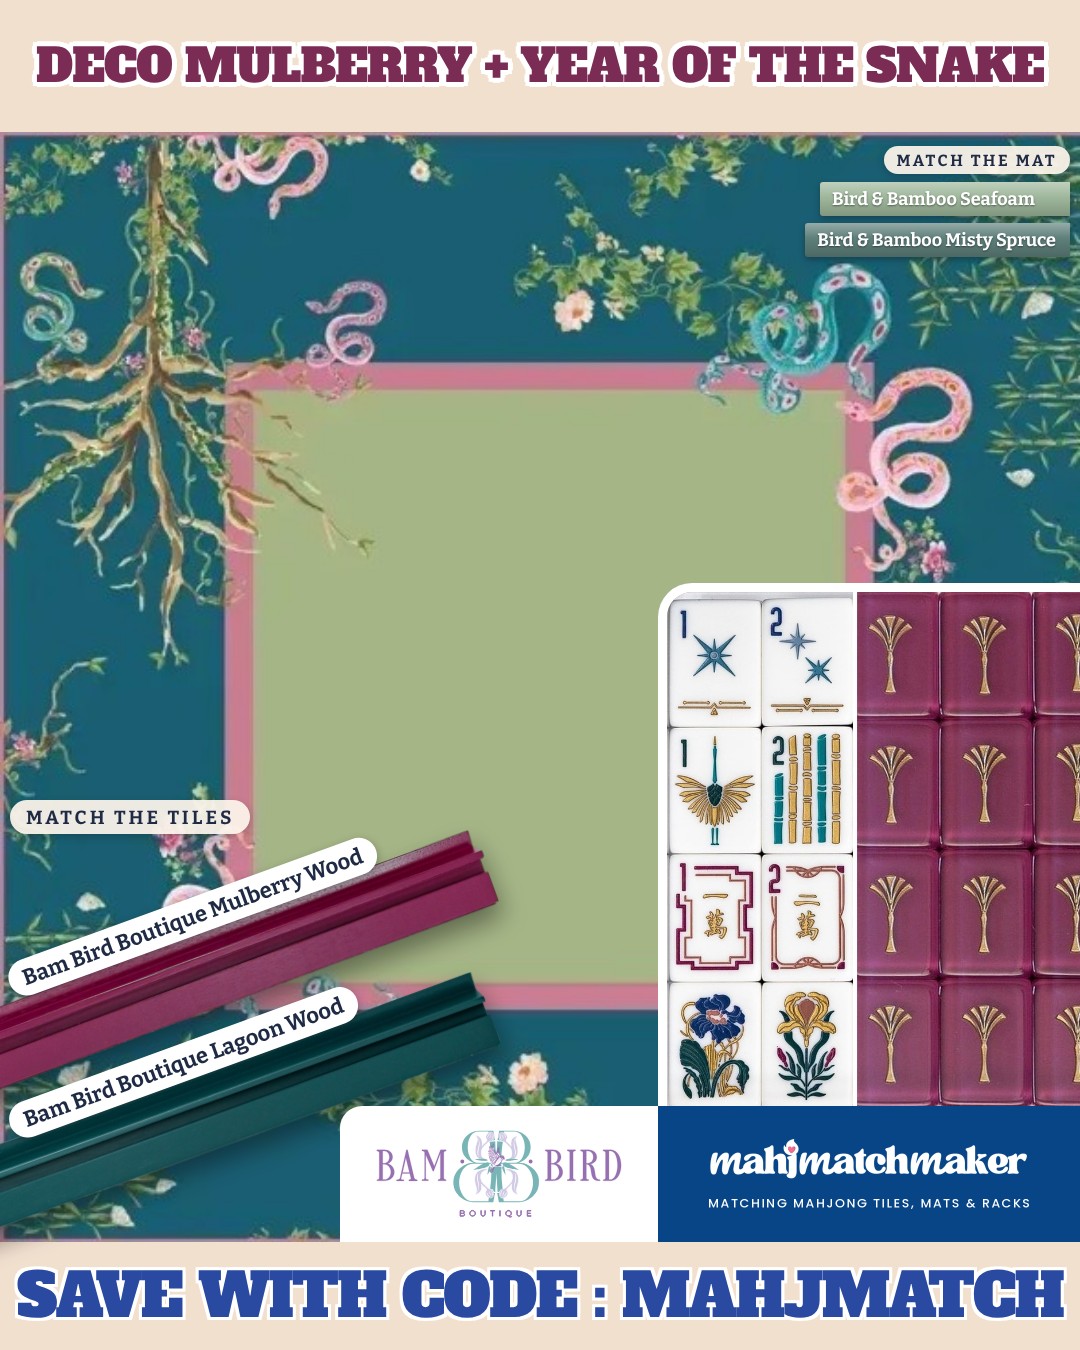 DECO MULBERRY + YEAR OF THE SNAKE
MATCH THE MAT
Bird & Bamboo Seafoam
Bird & Bamboo Misty Spruce
1
2
1
2
1
2
一
二
萬
萬
MATCH THE TILES
Bam Bird Boutique Mulberry Wood
Bam Bird Boutique Lagoon Wood
BAM BIRD
BOUTIQUE
mahjmatchmaker
MATCHING MAHJONG TILES, MATS & RACKS
SAVE WITH CODE : MAHJMATCH